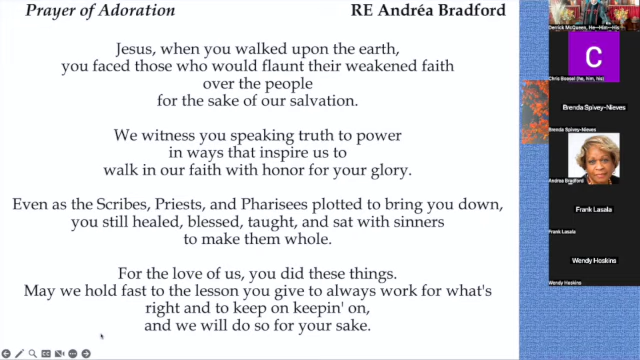 Prayer of Adoration RE Andréa Bradford
Jesus, when you walked upon the earth,
you faced those who would flaunt their weakened faith
over the people
for the sake of our salvation.
We witness you speaking truth to power
in ways that inspire us to
walk in our faith with honor for your glory.
Even as the Scribes, Priests, and Pharisees plotted to bring you down,
you still healed, blessed, taught, and sat with sinners
to make them whole.
For the love of us, you did these things.
May we hold fast to the lesson you give to always work for what's
right and to keep on keepin' on,
and we will do so for your sake.
Derrick McQueen, He~Him~His
C
Chris Bossel (he, him, his)
Brenda Spivey-Nieves
Brenda Spivey-Nieves
Andrea Bradford
Frank Lasala
Frank Lasala
Wendy Hoskins
Wendy Hoskins